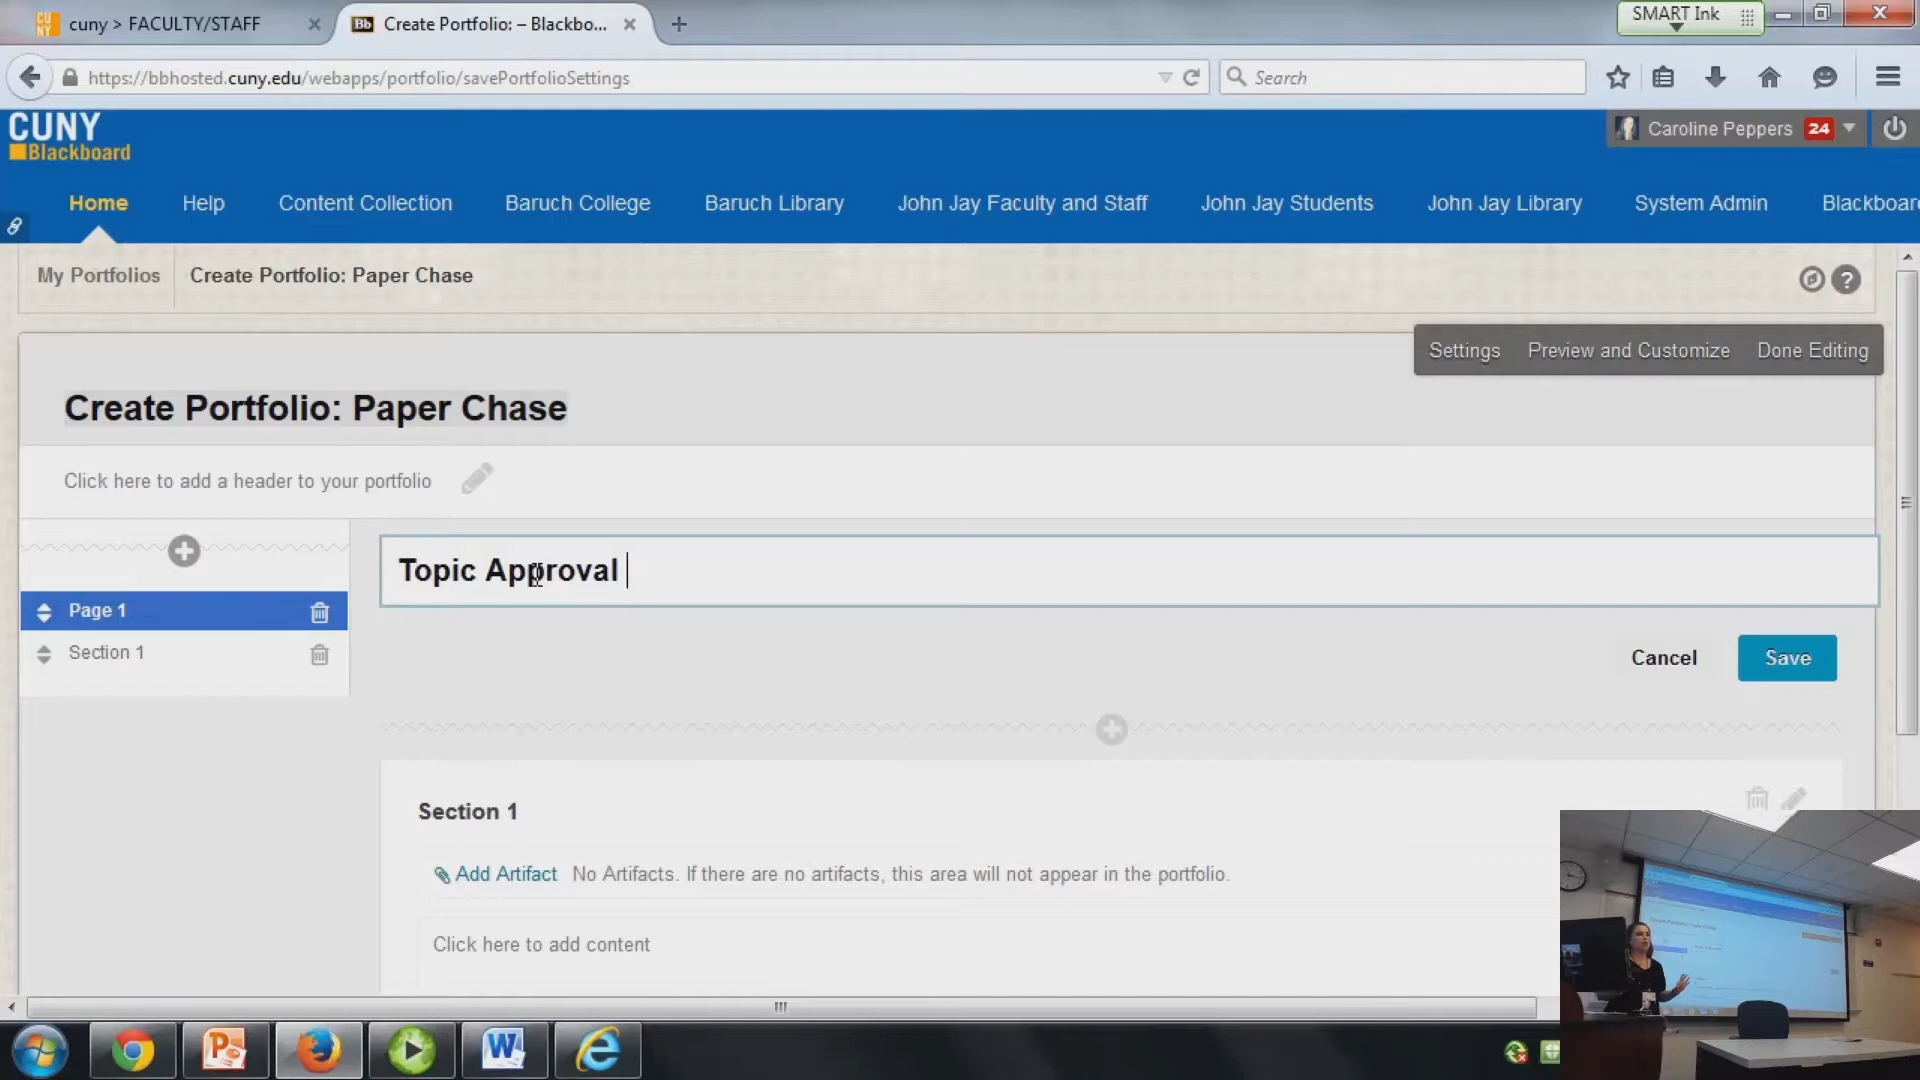 cuny > FACULTY/STAFF
Create Portfolio: – Blackbo...
SMART Ink
https://bbhosted.cuny.edu/webapps/portfolio/savePortfolioSettings
Search
CUNY
Blackboard
Caroline Peppers 24
Home Help Content Collection Baruch College Baruch Library John Jay Faculty and Staff John Jay Students John Jay Library System Admin Blackboar
My Portfolios Create Portfolio: Paper Chase
Settings Preview and Customize Done Editing
Create Portfolio: Paper Chase
Click here to add a header to your portfolio
Topic Approval
Page 1
Section 1
Cancel Save
Section 1
Add Artifact No Artifacts. If there are no artifacts, this area will not appear in the portfolio.
Click here to add content